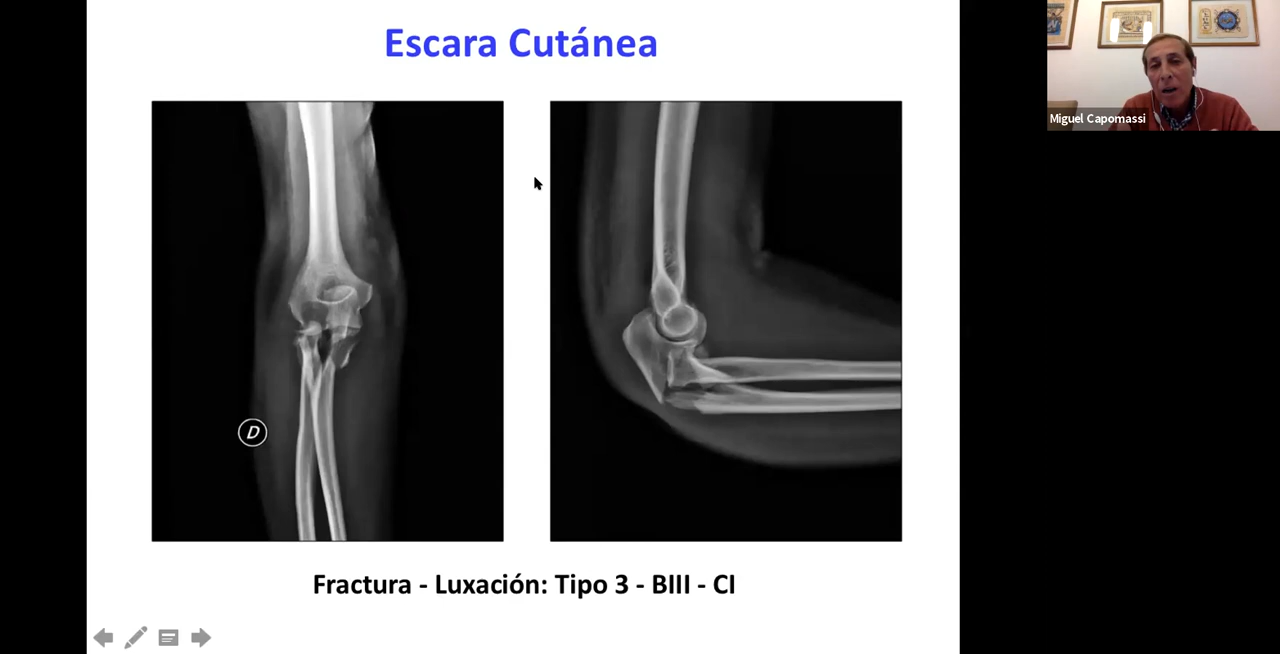 Escara Cutánea
Miguel Capomassi
D
Fractura - Luxación: Tipo 3 - BIII - CI